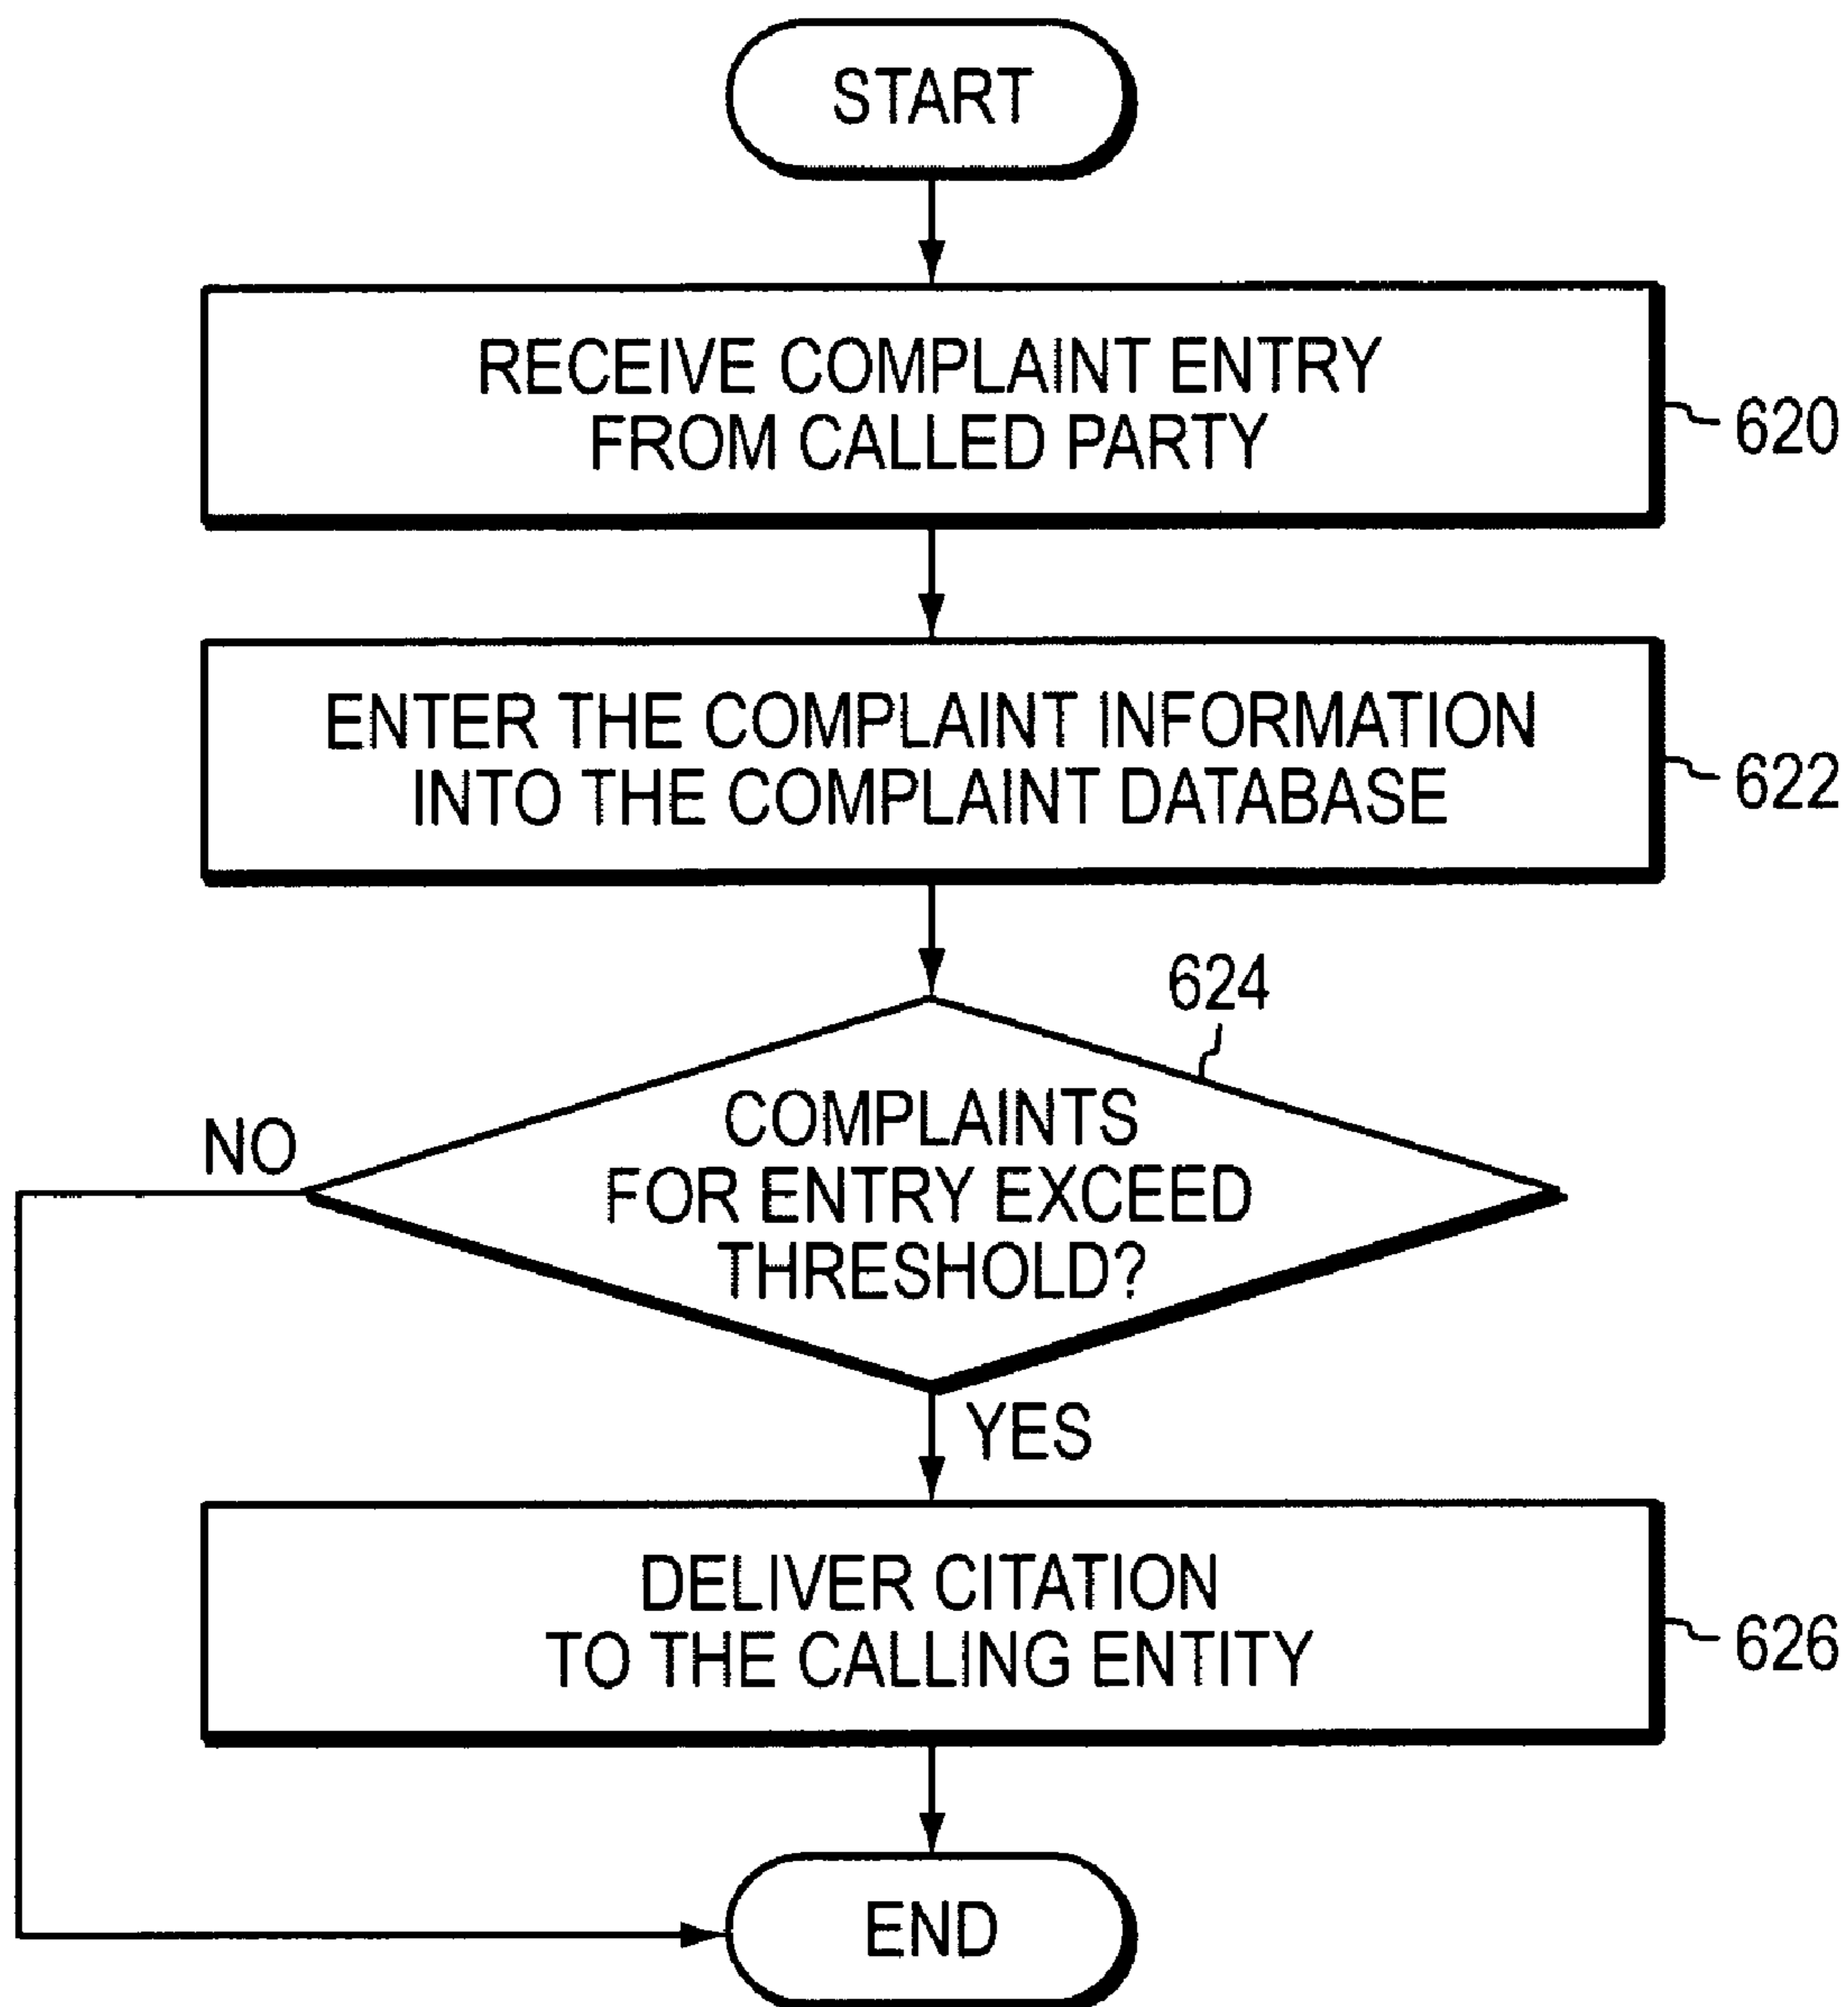 START
RECEIVE COMPLAINT ENTRY
FROM CALLED PARTY
620
ENTER THE COMPLAINT INFORMATION
INTO THE COMPLAINT DATABASE
622
624
COMPLAINTS
FOR ENTRY EXCEED
THRESHOLD?
NO
YES
DELIVER CITATION
TO THE CALLING ENTITY
626
END